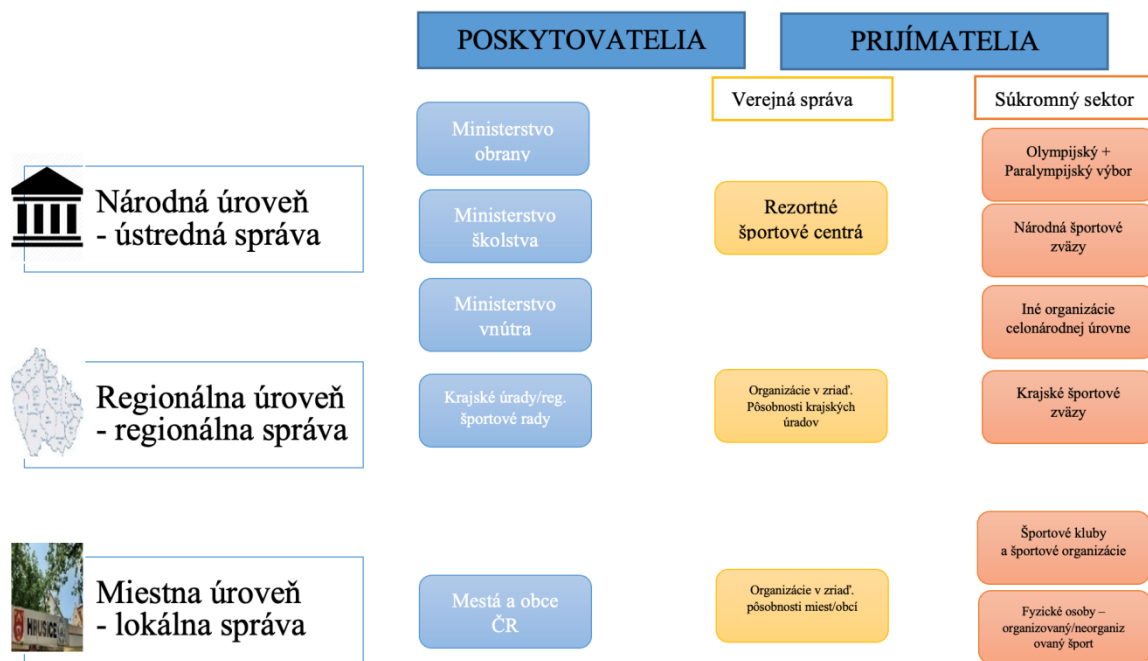 POSKYTOVATELIA
PRIJÍMATELIA
Verejná správa
Súkromný sektor
Národná úroveň
- ústredná správa
Ministerstvo
obrany
Ministerstvo
školstva
Ministerstvo
vnútra
Rezortné
športové centrá
Olympijský +
Paralympijský výbor
Národná športové
zväzy
Iné organizácie
celonárodnej úrovne
Regionálna úroveň
- regionálna správa
Krajské úrady/reg.
športové rady
Organizácie v zriaď.
Pôsobnosti krajských
úradov
Krajské športové
zväzy
HRUSICE
Miestna úroveň
- lokálna správa
Mestá a obce
ČR
Organizácie v zriaď.
pôsobnosti miest/obcí
Športové kluby
a športové organizácie
Fyzické osoby –
organizovaný/neorganiz
ovaný šport